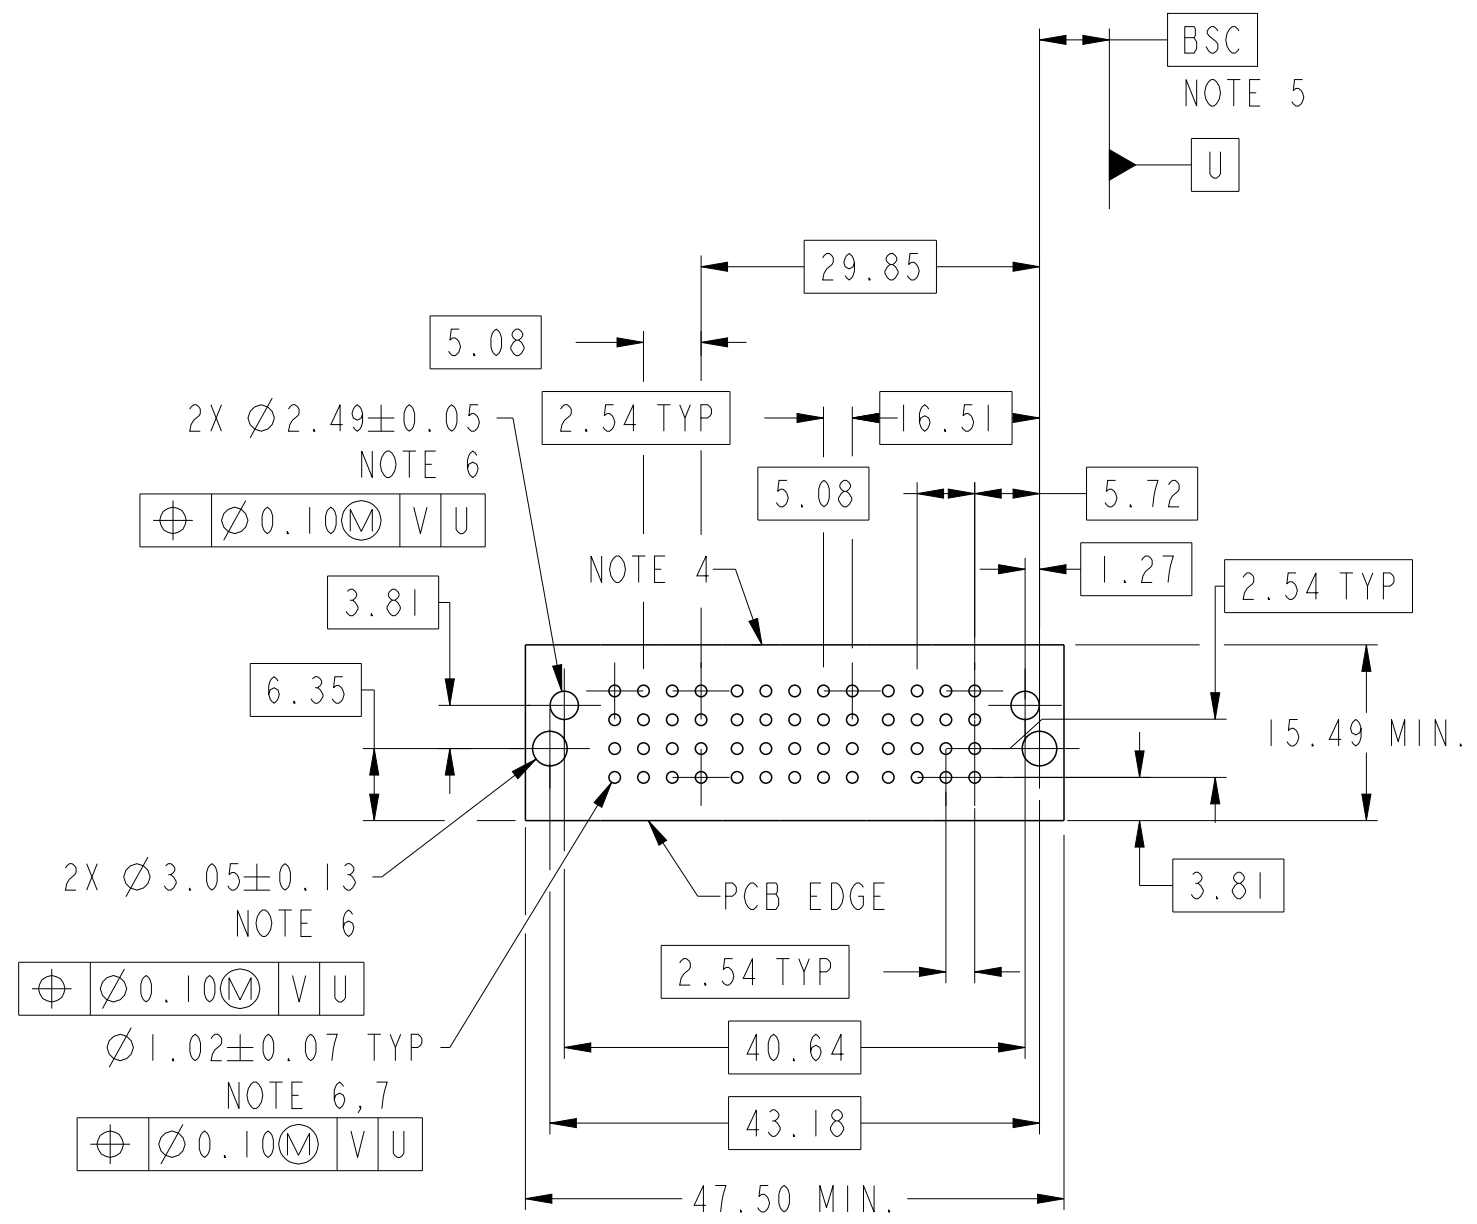 BSC
NOTE 5
U
29.85
5.08
2X ⌀2.49±0.05
NOTE 6
⌖ ⌀0.10Ⓜ V U
2.54 TYP
16.51
5.08
5.72
NOTE 4
1.27
2.54 TYP
3.81
6.35
15.49 MIN.
2X ⌀3.05±0.13
NOTE 6
⌖ ⌀0.10Ⓜ V U
PCB EDGE
3.81
2.54 TYP
⌀1.02±0.07 TYP
NOTE 6,7
⌖ ⌀0.10Ⓜ V U
40.64
43.18
47.50 MIN.